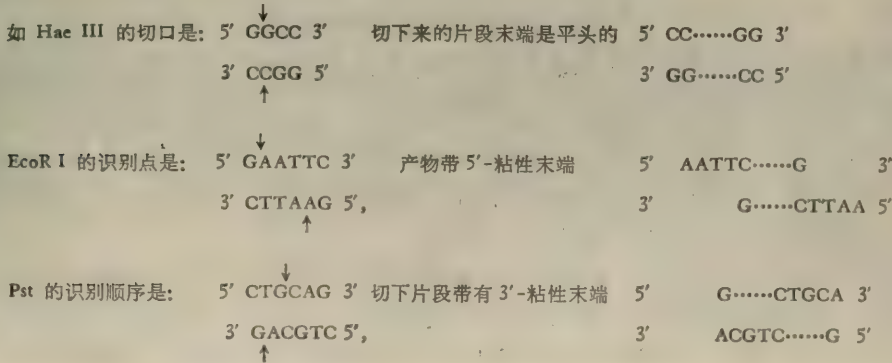 如 Hae III 的切口是: 5′ GGCC 3′ 切下来的片段末端是平头的 5′ CC……GG 3′
3′ CCGG 5′ 3′ GG……CC 5′
EcoR I 的识别点是: 5′ GAATTC 3′ 产物带 5′-粘性末端 5′ AATTC……G 3′
3′ CTTAAG 5′, 3′ G……CTTAA 5′
Pst 的识别顺序是: 5′ CTGCAG 3′ 切下片段带有 3′-粘性末端 5′ G……CTGCA 3′
3′ GACGTC 5′, 3′ ACGTC……G 5′